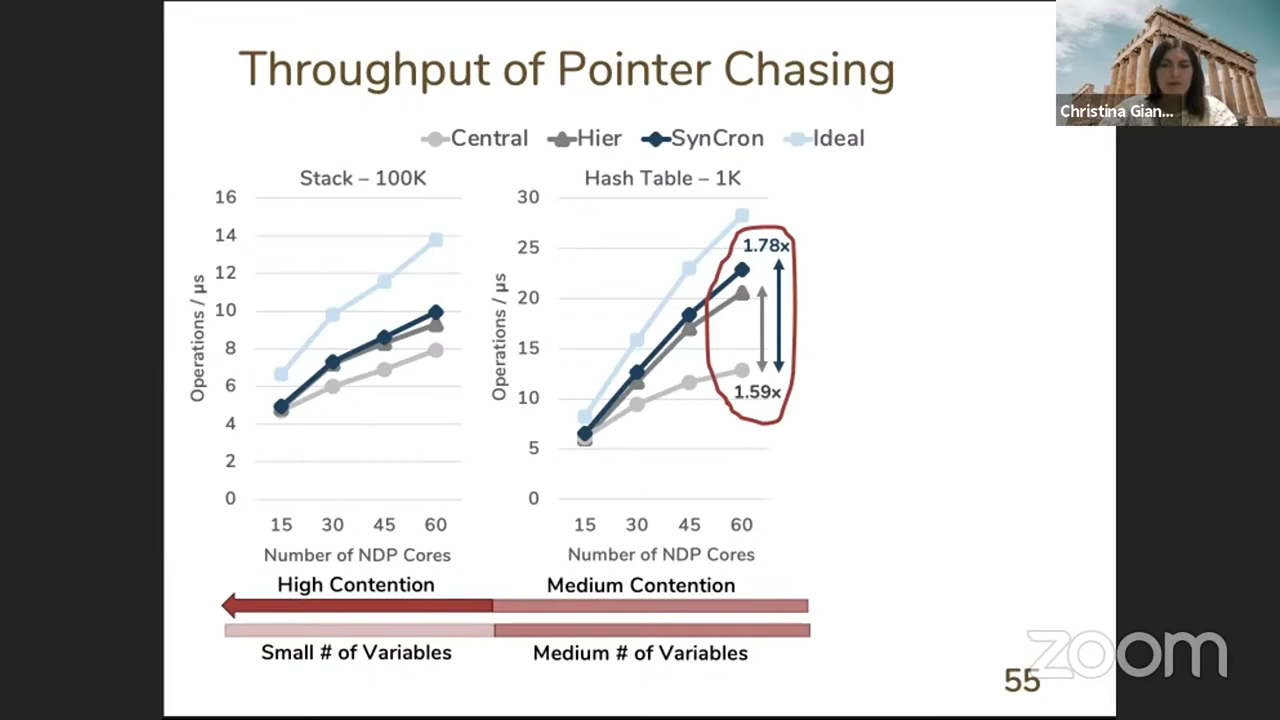 Throughput of Pointer Chasing
Christina Gian...
Central Hier SynCron Ideal
Stack – 100K
Operations / µs
16
14
12
10
8
6
4
2
0
15 30 45 60
Number of NDP Cores
Hash Table – 1K
Operations / µs
30
25
20
15
10
5
0
1.78x
1.59x
15 30 45 60
Number of NDP Cores
High Contention
Medium Contention
Small # of Variables
Medium # of Variables
zoom
55